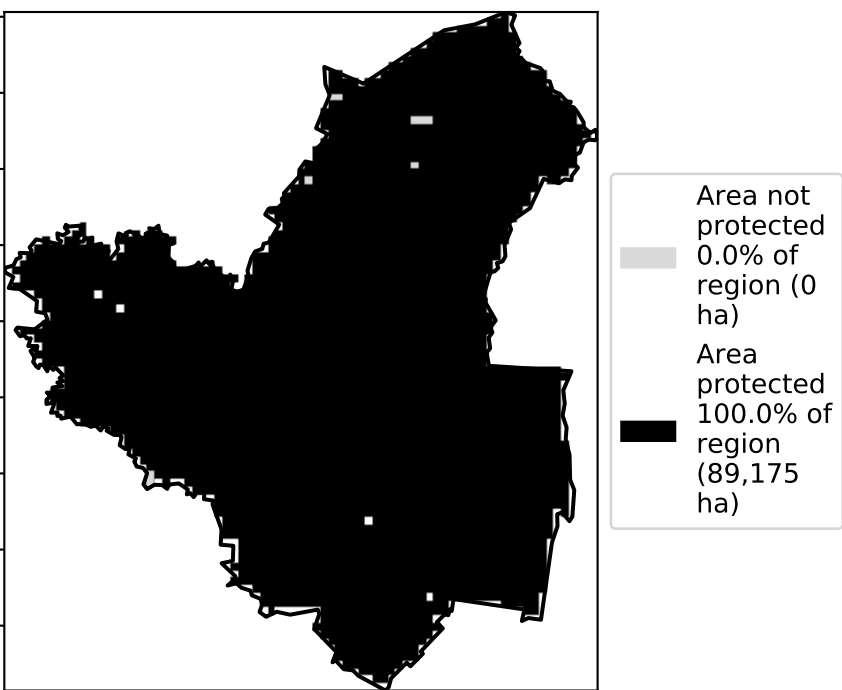 Area not
protected
0.0% of
region (0
ha)
Area
protected
100.0% of
region
(89,175
ha)